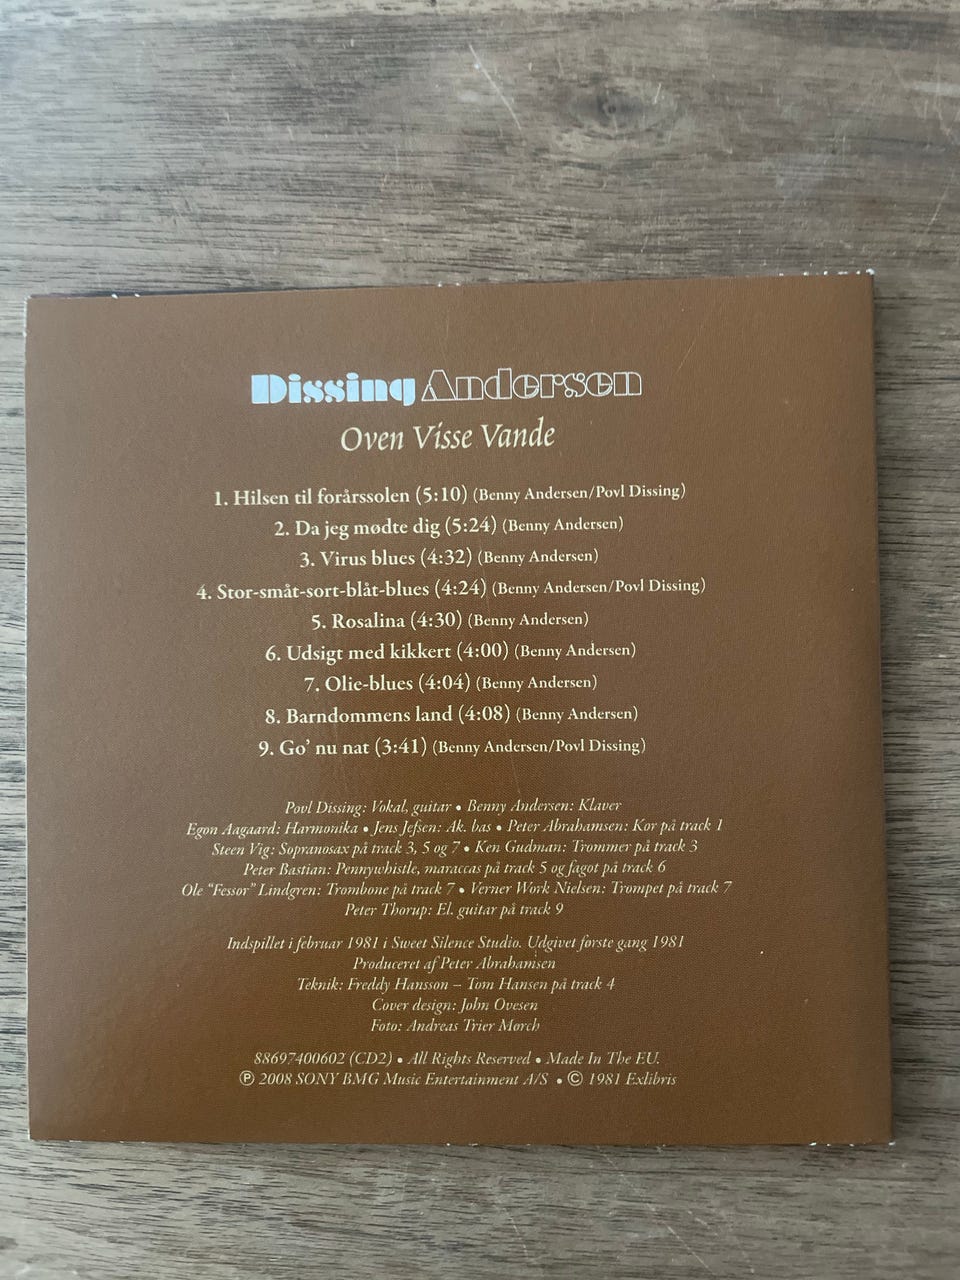 Dissing Andersen
Oven Visse Vande
1. Hilsen til forårssolen (5:10) (Benny Andersen/Povl Dissing)
2. Da jeg mødte dig (5:24) (Benny Andersen)
3. Virus blues (4:32) (Benny Andersen)
4. Stor-småt-sort-blåt-blues (4:24) (Benny Andersen/Povl Dissing)
5. Rosalina (4:30) (Benny Andersen)
6. Udsigt med kikkert (4:00) (Benny Andersen)
7. Olie-blues (4:04) (Benny Andersen)
8. Barndommens land (4:08) (Benny Andersen)
9. Go' nu nat (3:41) (Benny Andersen/Povl Dissing)
Povl Dissing: Vokal, guitar • Benny Andersen: Klaver
Egon Aagaard: Harmonika • Jens Jefsen: Ak. bas • Peter Abrahamsen: Kor på track 1
Steen Vig: Sopranosax på track 3, 5 og 7 • Ken Gudman: Trommer på track 3
Peter Bastian: Pennywhistle, maraccas på track 5 og fagot på track 6
Ole "Fessor" Lindgren: Trombone på track 7 • Verner Work Nielsen: Trompet på track 7
Peter Thorup: El. guitar på track 9
Indspillet i februar 1981 i Sweet Silence Studio. Udgivet første gang 1981
Produceret af Peter Abrahamsen
Teknik: Freddy Hansson – Tom Hansen på track 4
Cover design: John Ovesen
Foto: Andreas Trier Mørch
88697400602 (CD2) • All Rights Reserved • Made In The EU.
℗ 2008 SONY BMG Music Entertainment A/S • © 1981 Exlibris